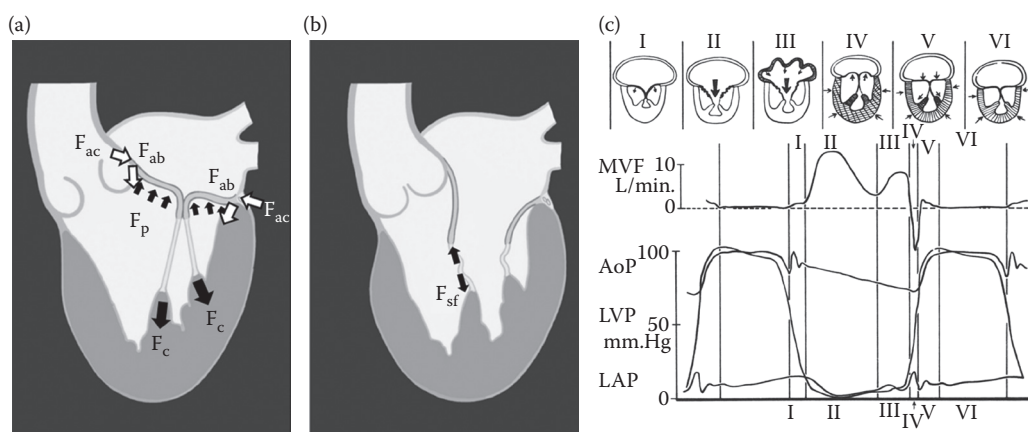 (a)
F_ac
F_ab
F_ab
F_ac
F_p
F_c
F_c
(b)
F_sf
(c)
I II III IV V VI
I II III IV V VI
MVF
L/min.
10
0
AoP
LVP
mm.Hg
LAP
100
50
0
I II III IV V VI